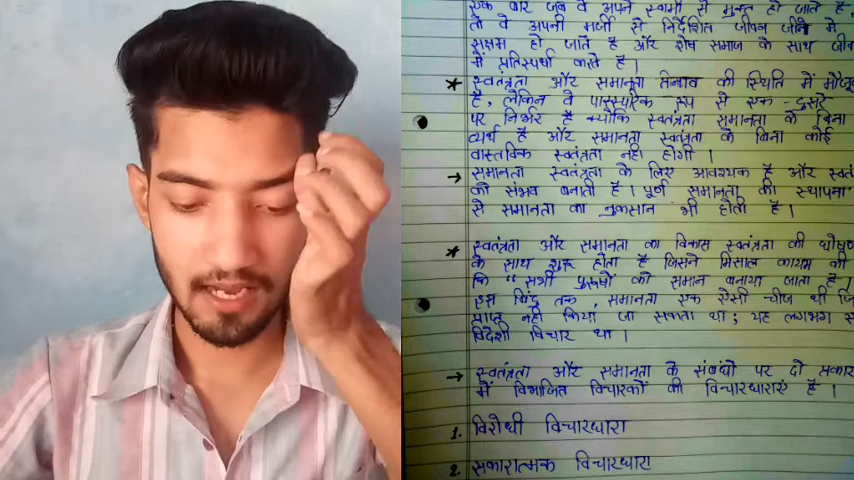 एक बार जब वे अपने स्वामी से मुक्त हो जाते है,
तो वे अपनी मर्जी से निर्देशित जीवन जीने मे
सक्षम हो जाते है और शेष समाज के साथ जीव
में प्रतिस्पर्धा करते है।
* स्वतंत्रता और समानता तनाव की स्थिति में मौजू
है, लेकिन वे पारस्परिक रूप से एक-दूसरे
पर निर्भर है क्योंकि स्वतंत्रता समानता के बिना
व्यर्थ है और समानता स्वतंत्रता के बिना कोई
वास्तविक स्वतंत्रता नही होगी।
→ समानता स्वतंत्रता के लिए आवश्यक है और स्वतं
को संभव बनाती है। पूर्ण समानता की स्थापना
से समानता का नुकसान भी होता है।
* स्वतंत्रता और समानता का विकास स्वतंत्रता की घोष
के साथ शुरू होता है जिसने मिसाल कायम की
कि "सभी पुरुषों को समान बनाया जाता है,
इस बिंदु तक, समानता एक ऐसी चीज थी जि
प्राप्त नही किया जा सकता था; यह लगभग स
विदेशी विचार था।
→ स्वतंत्रता और समानता के संबंधो पर दो सकार
में विभाजित विचारकों की विचारधाराएं है।
1. विरोधी विचारधारा
2. सकारात्मक विचारधारा